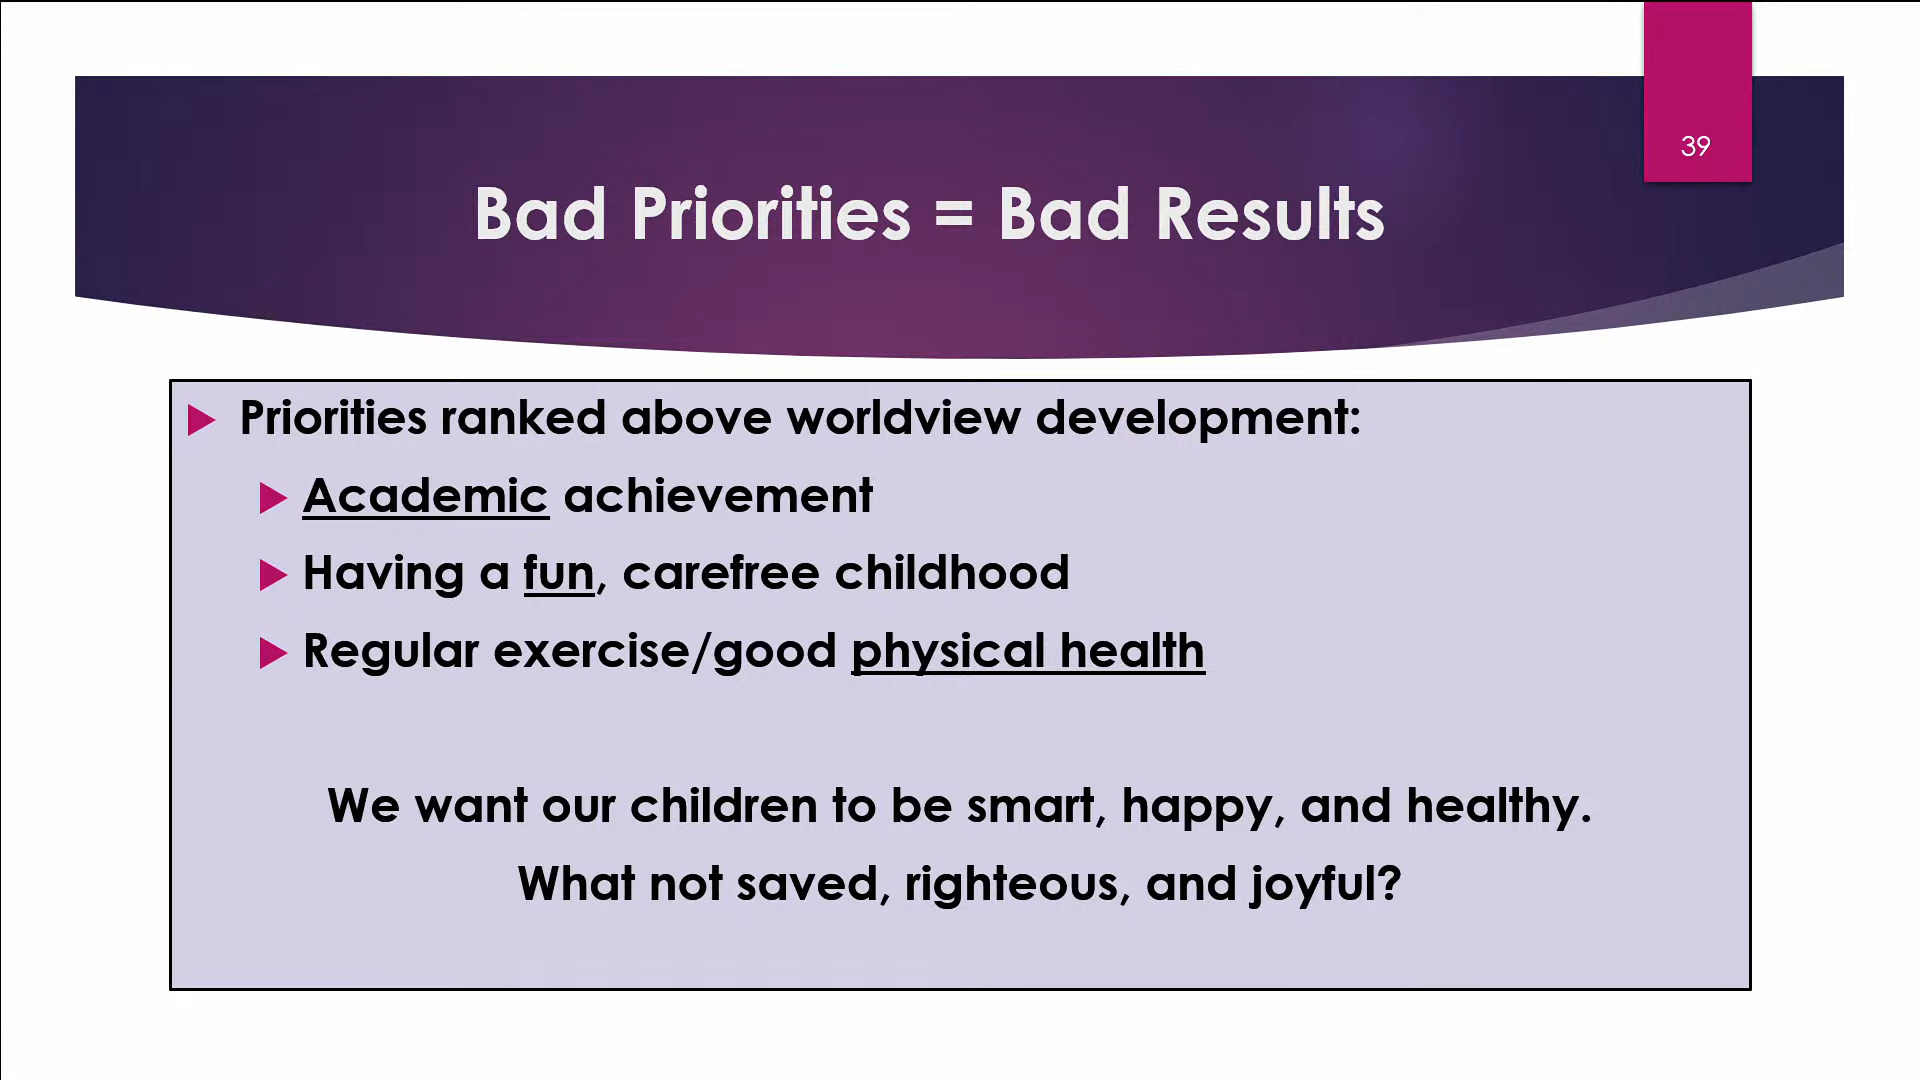 39
Bad Priorities = Bad Results
Priorities ranked above worldview development:
Academic achievement
Having a fun, carefree childhood
Regular exercise/good physical health
We want our children to be smart, happy, and healthy.
What not saved, righteous, and joyful?